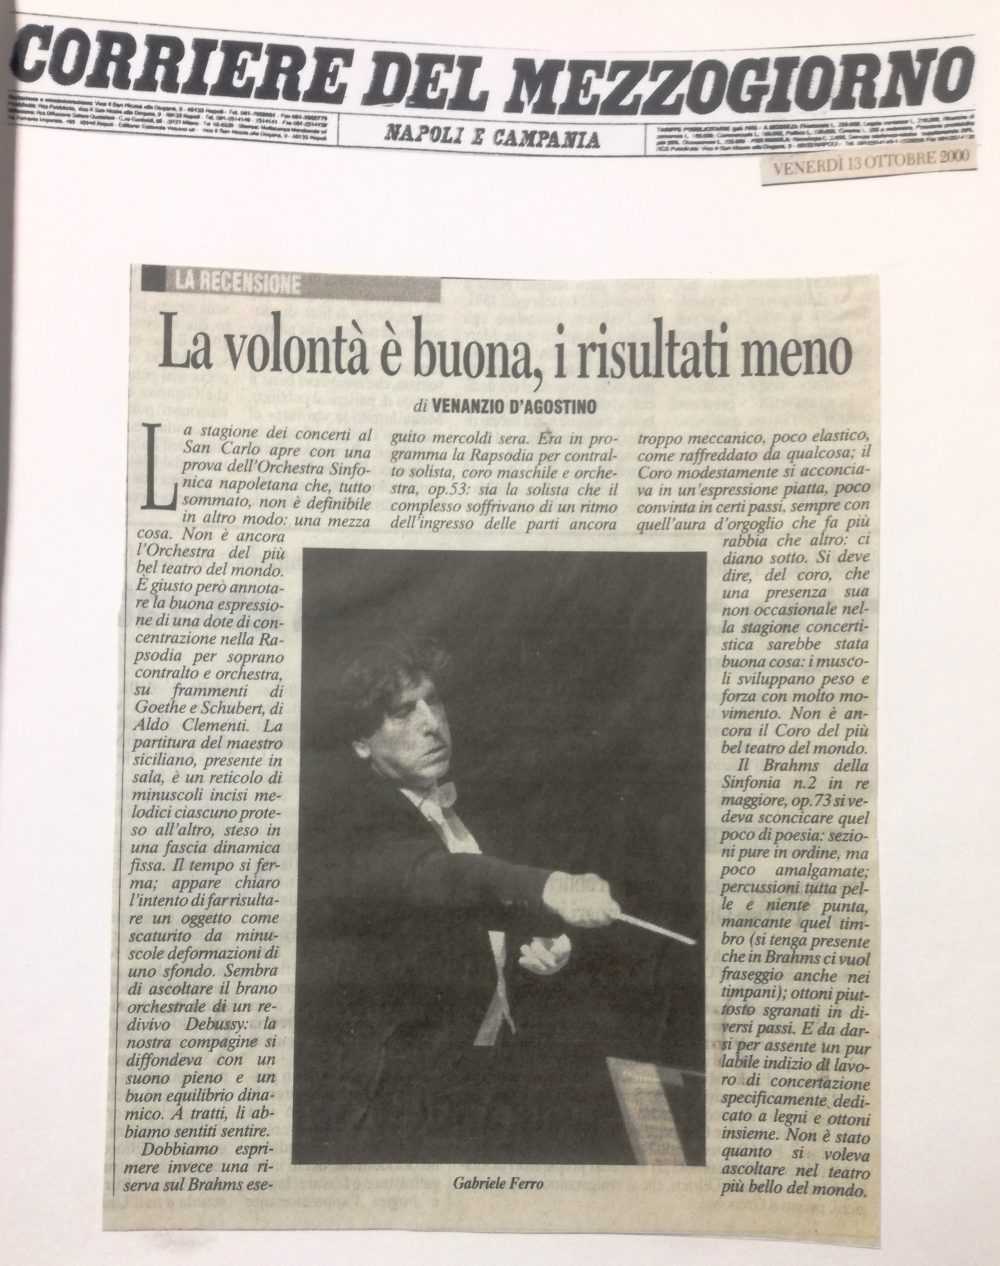 CORRIERE DEL MEZZOGIORNO
NAPOLI E CAMPANIA
VENERDÌ 13 OTTOBRE 2000
LA RECENSIONE
La volontà è buona, i risultati meno
di VENANZIO D'AGOSTINO
La stagione dei concerti al
San Carlo apre con una
prova dell'Orchestra Sinfo-
nica napoletana che, tutto
sommato, non è definibile
in altro modo: una mezza
cosa. Non è ancora
l'Orchestra del più
bel teatro del mondo.
È giusto però annota-
re la buona espressio-
ne di una dote di con-
centrazione nella Ra-
psodia per soprano
contralto e orchestra,
su frammenti di
Goethe e Schubert, di
Aldo Clementi. La
partitura del maestro
siciliano, presente in
sala, è un reticolo di
minuscoli incisi me-
lodici ciascuno prote-
so all'altro, steso in
una fascia dinamica
fissa. Il tempo si fer-
ma; appare chiaro
l'intento di far risulta-
re un oggetto come
scaturito da minu-
scole deformazioni di
uno sfondo. Sembra
di ascoltare il brano
orchestrale di un re-
divivo Debussy: la
nostra compagine si
diffondeva con un
suono pieno e un
buon equilibrio dina-
mico. A tratti, li ab-
biamo sentiti sentire.
Dobbiamo espri-
mere invece una ri-
serva sul Brahms ese-
guito mercoldì sera. Era in pro-
gramma la Rapsodia per contral-
to solista, coro maschile e orche-
stra, op.53: sia la solista che il
complesso soffrivano di un ritmo
dell'ingresso delle parti ancora
troppo meccanico, poco elastico,
come raffreddato da qualcosa; il
Coro modestamente si acconcia-
va in un'espressione piatta, poco
convinta in certi passi, sempre con
quell'aura d'orgoglio che fa più
rabbia che altro: ci
diano sotto. Si deve
dire, del coro, che
una presenza sua
non occasionale nel-
la stagione concerti-
stica sarebbe stata
buona cosa: i musco-
li sviluppano peso e
forza con molto mo-
vimento. Non è an-
cora il Coro del più
bel teatro del mondo.
Il Brahms della
Sinfonia n.2 in re
maggiore, op.73 si ve-
deva sconcicare quel
poco di poesia: sezio-
ni pure in ordine, ma
poco amalgamate;
percussioni tutta pel-
le e niente punta,
mancante quel tim-
bro (si tenga presente
che in Brahms ci vuol
fraseggio anche nei
timpani); ottoni piut-
tosto sgranati in di-
versi passi. E da dar-
si per assente un pur
labile indizio di lavo-
ro di concertazione
specificamente dedi-
cato a legni e ottoni
insieme. Non è stato
quanto si voleva
ascoltare nel teatro
più bello del mondo.
Gabriele Ferro